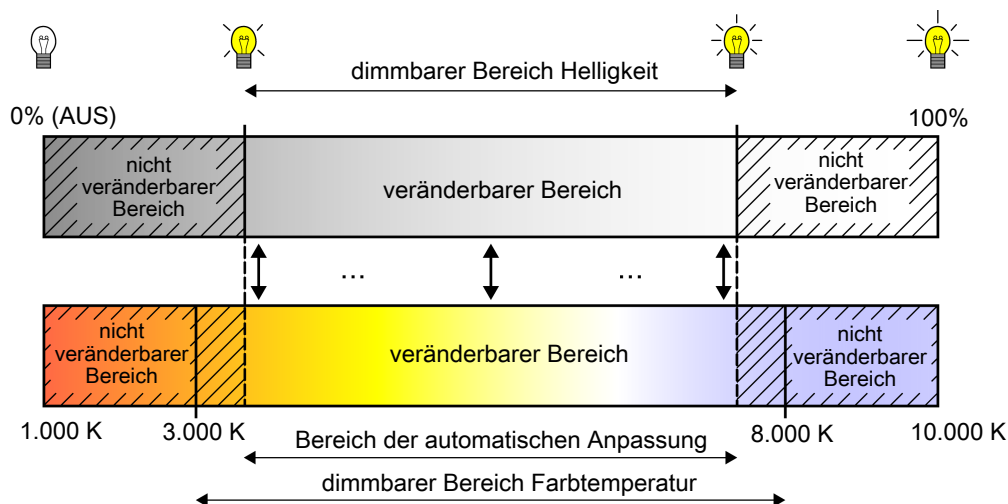 dimmbarer Bereich Helligkeit
0% (AUS)
100%
nicht
veränderbarer
Bereich
veränderbarer Bereich
nicht
veränderbarer
Bereich
...
...
nicht
veränderbarer
Bereich
veränderbarer Bereich
nicht
veränderbarer
Bereich
1.000 K
3.000 K
8.000 K
10.000 K
Bereich der automatischen Anpassung
dimmbarer Bereich Farbtemperatur